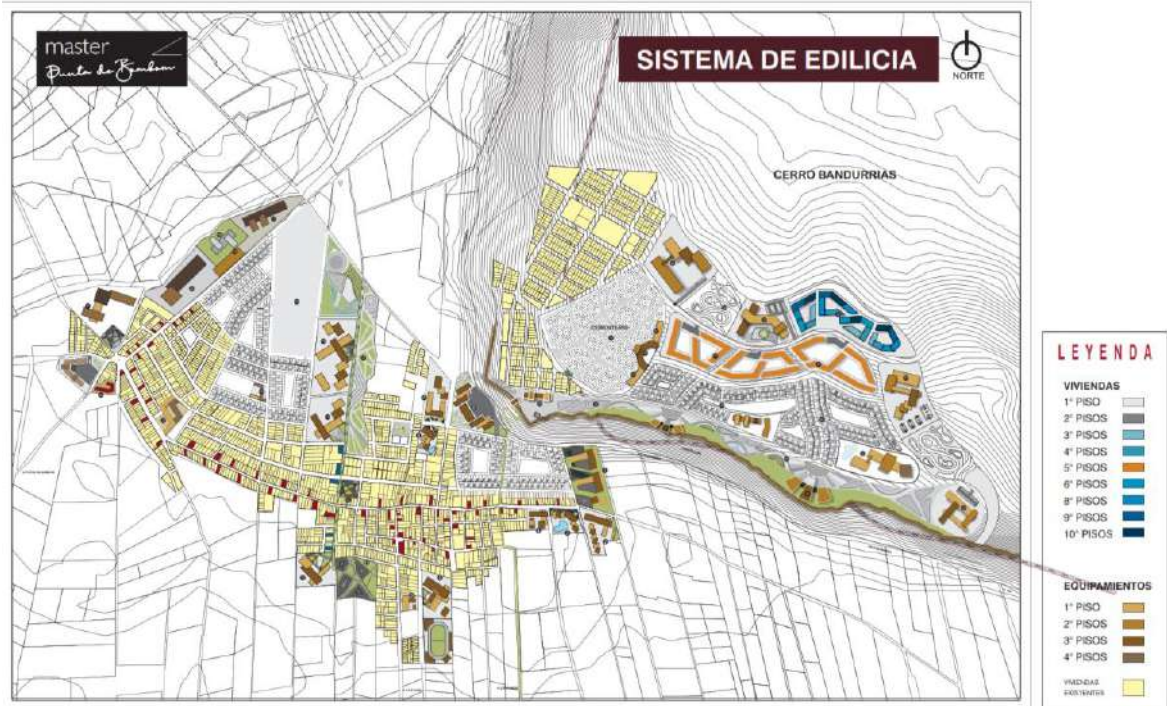 master
Punta de Bombon
SISTEMA DE EDILICIA
NORTE
CERRO BANDURRIAS
CEMENTERIO
LEYENDA
VIVIENDAS
1° PISO
2° PISOS
3° PISOS
4° PISOS
5° PISOS
6° PISOS
8° PISOS
9° PISOS
10° PISOS
EQUIPAMIENTOS
1° PISO
2° PISOS
3° PISOS
4° PISOS
VIVIENDAS
EXISTENTES